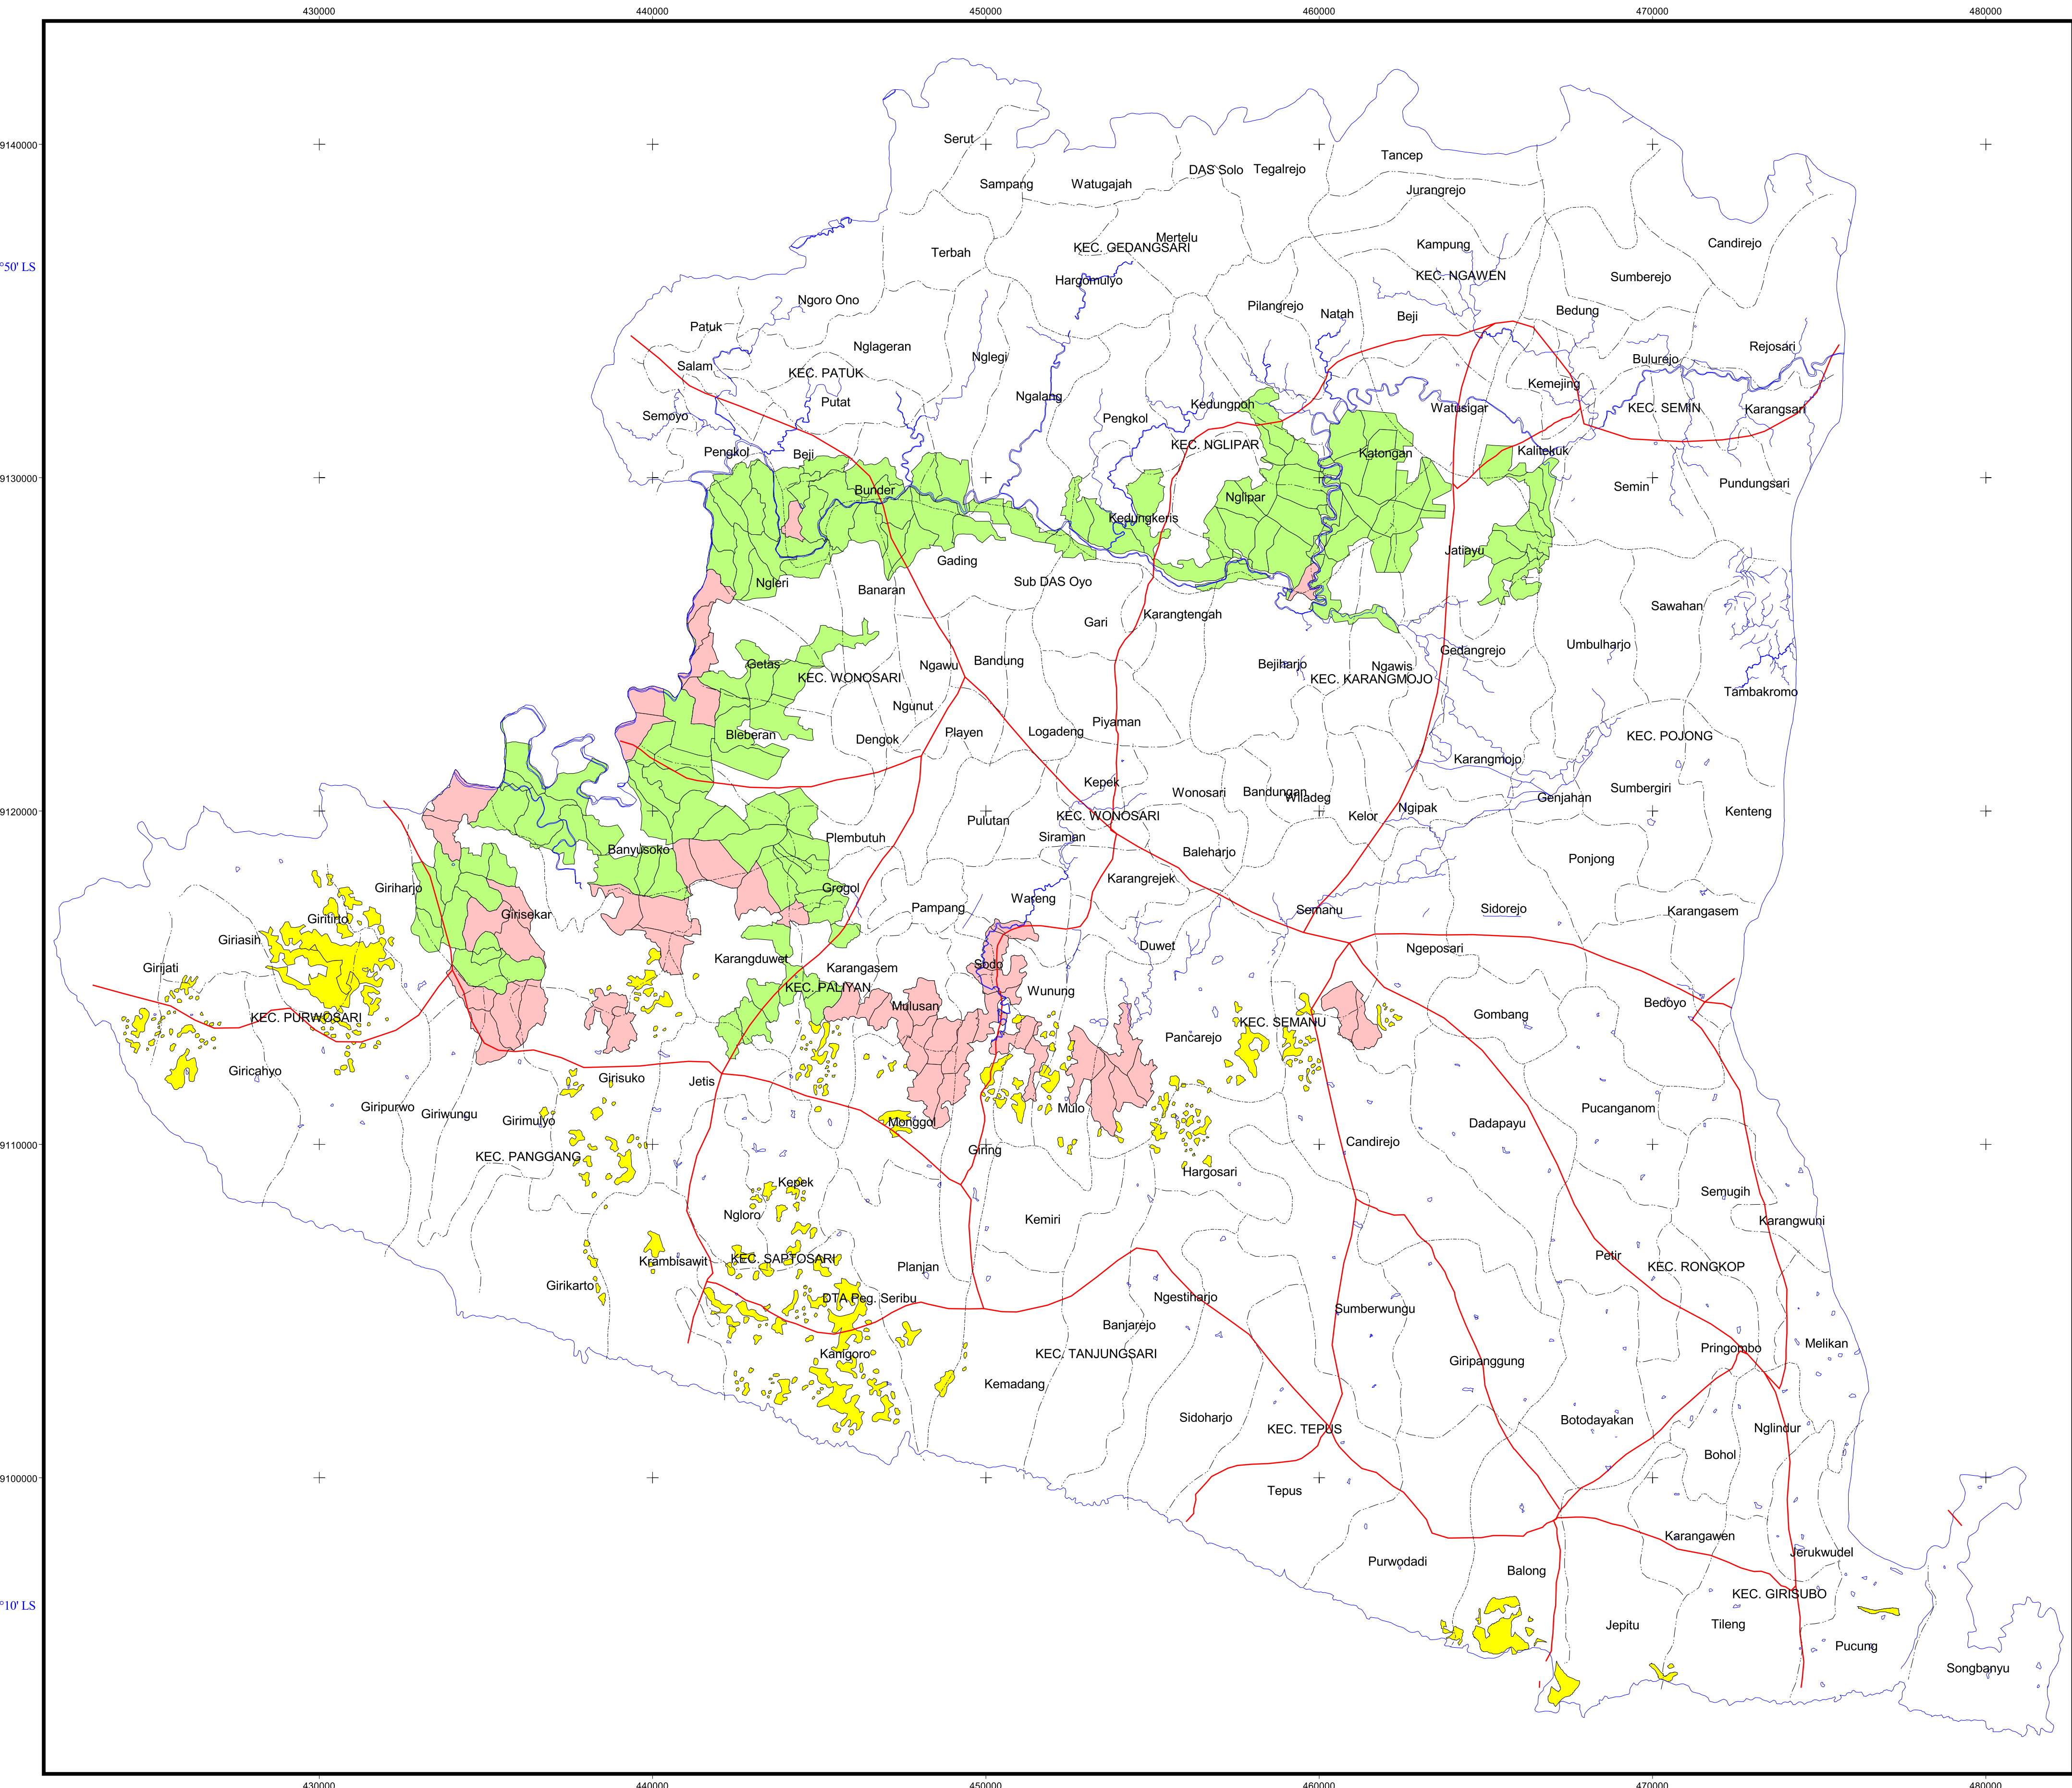 430000 440000 450000 460000 470000 480000
9140000
Serut
Tancep
DAS Solo Tegalrejo
Sampang Watugajah
Jurangrejo
Mertelu
KEC. GEDANGSARI
Kampung
Candirejo
Terbah
°50' LS
KEC. NGAWEN
Sumberejo
Hargomulyo
Ngoro Ono
Pilangrejo
Natah
Beji
Bedung
Patuk
Nglageran
Rejosari
Nglegi
Bulurejo
Salam
KEC. PATUK
Kemejing
Ngalang
Putat
Kedungpoh
Watusigar
KEC. SEMIN
Karangsari
Semoyo
Pengkol
KEC. NGLIPAR
Pengkol
Beji
Katongan
Kalitekuk
9130000
Semin
Pundungsari
Bunder
Nglipar
Kedungkeris
Jatiayu
Gading
Ngleri
Sub DAS Oyo
Banaran
Sawahan
Karangtengah
Gari
Umbulharjo
Gedangrejo
Getas
Ngawu
Bandung
Bejiharjo
Ngawis
KEC. WONOSARI
KEC. KARANGMOJO
Tambakromo
Ngunut
Piyaman
Bleberan
Dengok
Playen
Logadeng
KEC. POJONG
Karangmojo
Kepek
Wonosari
Bandungan
Wiladeg
Sumbergiri
Genjahan
Ngipak
9120000
Kenteng
Pulutan
KEC. WONOSARI
Kelor
Plembutuh
Siraman
Banyusoko
Baleharjo
Ponjong
Karangrejek
Giriharjo
Grogol
Wareng
Giritirto
Girisekar
Pampang
Semanu
Sidorejo
Karangasem
Giriasih
Duwet
Ngeposari
Karangduwet
Girijati
Karangasem
Sodo
KEC. PALIYAN
Wunung
Mulusan
Bedoyo
KEC. PURWOSARI
KEC. SEMANU
Gombang
Pancarejo
Giricahyo
Girisuko
Jetis
Giripurwo
Giriwungu
Girimulyo
Mulo
Pucanganom
Monggol
Dadapayu
9110000
Candirejo
Giring
KEC. PANGGANG
Hargosari
Kepek
Semugih
Ngloro
Kemiri
Karangwuni
Krambisawit
KEC. SAPTOSARI
Petir
Planjan
KEC. RONGKOP
Girikarto
DTA Peg. Seribu
Ngestiharjo
Sumberwungu
Banjarejo
Kanigoro
KEC. TANJUNGSARI
Pringombo
Melikan
Giripanggung
Kemadang
Sidoharjo
KEC. TEPUS
Botodayakan
Nglindur
Bohol
9100000
Tepus
Karangawen
Jerukwudel
Purwodadi
Balong
°10' LS
KEC. GIRISUBO
Jepitu
Tileng
Pucung
Songbanyu
430000 440000 450000 460000 470000 480000